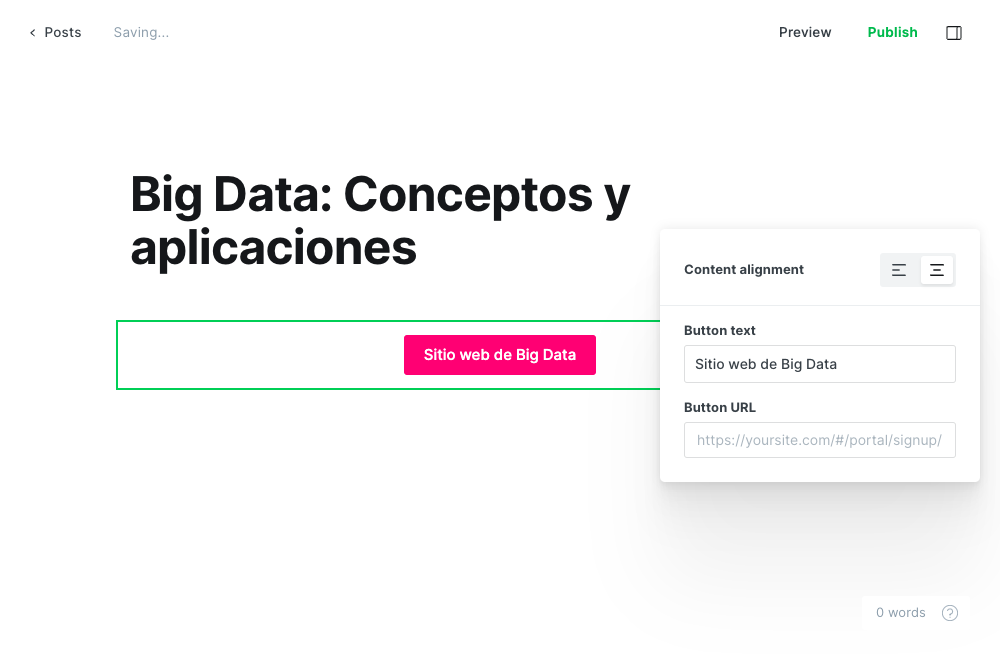 Posts
Saving...
Preview
Publish
Big Data: Conceptos y
aplicaciones
Content alignment
Sitio web de Big Data
Button text
Sitio web de Big Data
Button URL
https://yoursite.com/#/portal/signup/
0 words
?